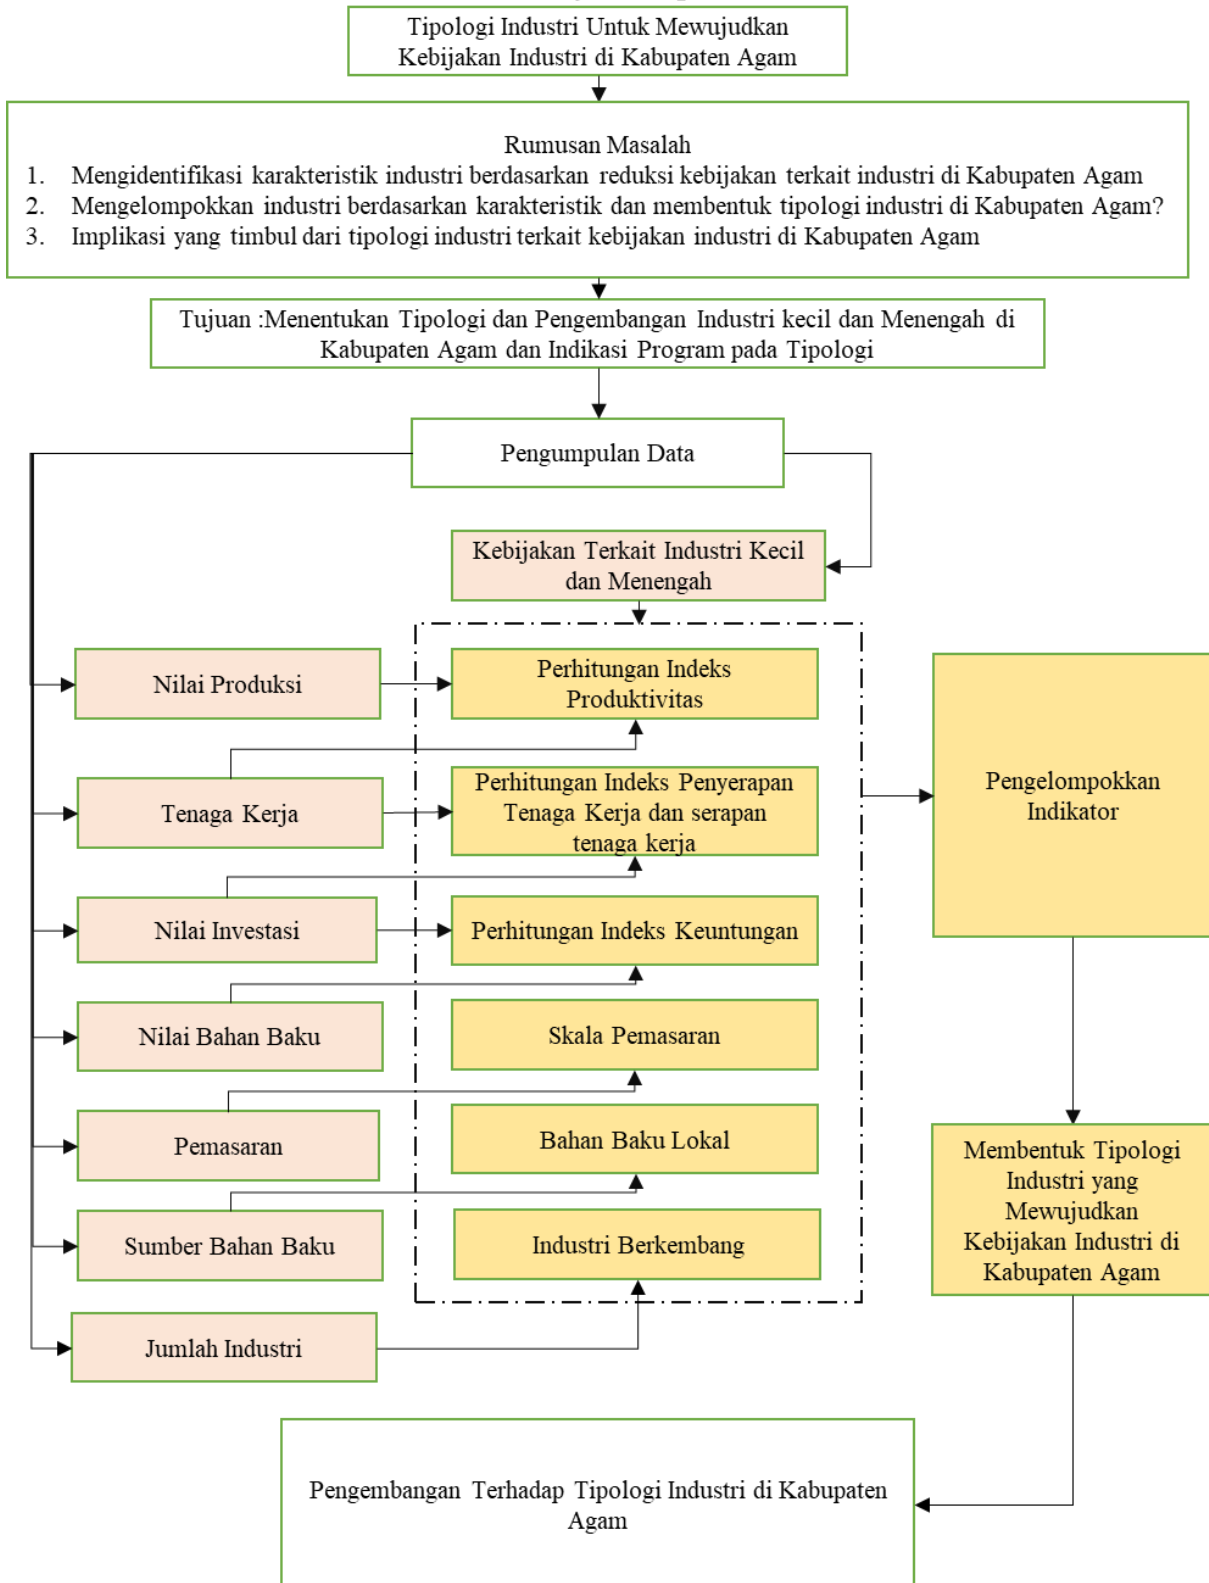 Tipologi Industri Untuk Mewujudkan
Kebijakan Industri di Kabupaten Agam
Rumusan Masalah
1. Mengidentifikasi karakteristik industri berdasarkan reduksi kebijakan terkait industri di Kabupaten Agam
2. Mengelompokkan industri berdasarkan karakteristik dan membentuk tipologi industri di Kabupaten Agam?
3. Implikasi yang timbul dari tipologi industri terkait kebijakan industri di Kabupaten Agam
Tujuan :Menentukan Tipologi dan Pengembangan Industri kecil dan Menengah di
Kabupaten Agam dan Indikasi Program pada Tipologi
Pengumpulan Data
Kebijakan Terkait Industri Kecil
dan Menengah
Nilai Produksi
Perhitungan Indeks
Produktivitas
Tenaga Kerja
Perhitungan Indeks Penyerapan
Tenaga Kerja dan serapan
tenaga kerja
Pengelompokkan
Indikator
Nilai Investasi
Perhitungan Indeks Keuntungan
Nilai Bahan Baku
Skala Pemasaran
Pemasaran
Bahan Baku Lokal
Membentuk Tipologi
Industri yang
Mewujudkan
Kebijakan Industri di
Kabupaten Agam
Sumber Bahan Baku
Industri Berkembang
Jumlah Industri
Pengembangan Terhadap Tipologi Industri di Kabupaten
Agam